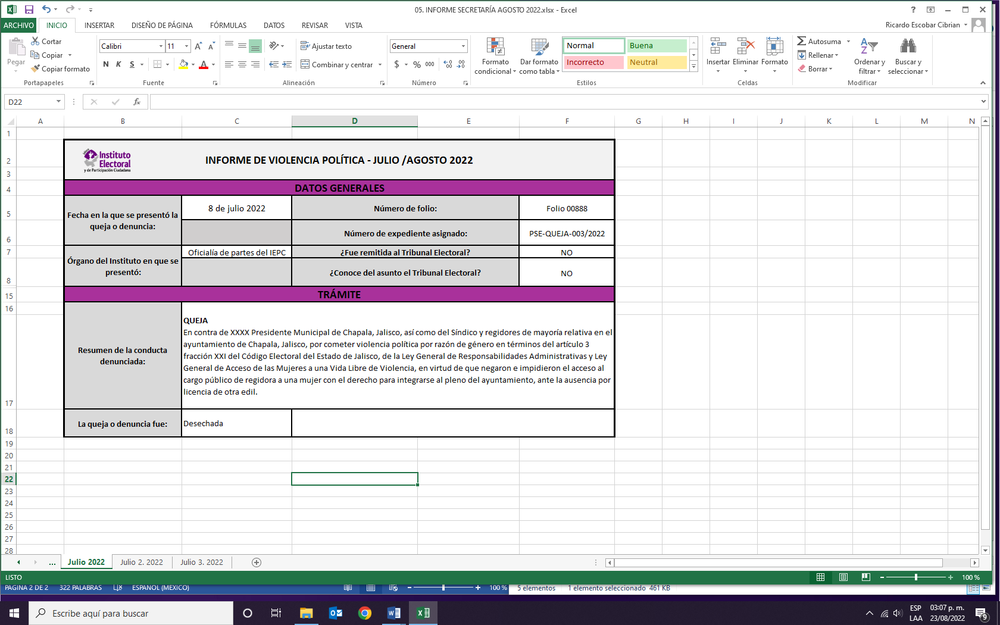 05. INFORME SECRETARÍA AGOSTO 2022.xlsx - Excel
ARCHIVO INICIO INSERTAR DISEÑO DE PÁGINA FÓRMULAS DATOS REVISAR VISTA Ricardo Escobar Cibrian
Pegar
Cortar
Copiar
Copiar formato
Portapapeles
Calibri 11
N K S
Fuente
Ajustar texto
Combinar y centrar
Alineación
General
$ % 000
Número
Formato condicional
Dar formato como tabla
Normal Buena
Incorrecto Neutral
Estilos
Insertar Eliminar Formato
Celdas
Autosuma
Rellenar
Borrar
Ordenar y filtrar
Buscar y seleccionar
Modificar
D22 fx
A B C D E F G H I J K L M N
1
2
3
4
5
6
7
8
15
16
17
18
19
20
21
22
23
24
25
26
27
28
Instituto
Electoral
y de Participación Ciudadana
INFORME DE VIOLENCIA POLÍTICA - JULIO /AGOSTO 2022
DATOS GENERALES
Fecha en la que se presentó la
queja o denuncia:
8 de julio 2022
Número de folio:
Folio 00888
Número de expediente asignado:
PSE-QUEJA-003/2022
Órgano del Instituto en que se
presentó:
Oficialía de partes del IEPC
¿Fue remitida al Tribunal Electoral?
NO
¿Conoce del asunto el Tribunal Electoral?
NO
TRÁMITE
Resumen de la conducta
denunciada:
QUEJA
En contra de XXXX Presidente Municipal de Chapala, Jalisco, así como del Síndico y regidores de mayoría relativa en el
ayuntamiento de Chapala, Jalisco, por cometer violencia política por razón de género en términos del artículo 3
fracción XXI del Código Electoral del Estado de Jalisco, de la Ley General de Responsabilidades Administrativas y Ley
General de Acceso de las Mujeres a una Vida Libre de Violencia, en virtud de que negaron e impidieron el acceso al
cargo público de regidora a una mujer con el derecho para integrarse al pleno del ayuntamiento, ante la ausencia por
licencia de otra edil.
La queja o denuncia fue:
Desechada
... Julio 2022 Julio 2. 2022 Julio 3. 2022
LISTO 100 %
PÁGINA 2 DE 2 322 PALABRAS ESPAÑOL (MÉXICO) 100 % 5 elementos 1 elemento seleccionado 461 KB
Escribe aquí para buscar
ESP
LAA
03:07 p. m.
23/08/2022
9